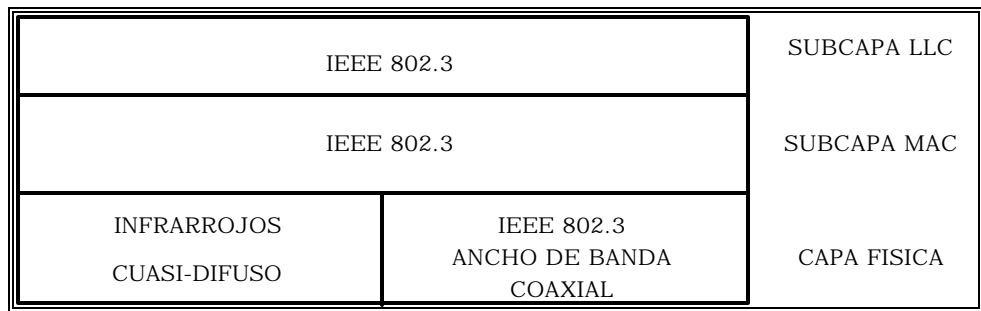 IEEE 802.3
SUBCAPA LLC
IEEE 802.3
SUBCAPA MAC
INFRARROJOS
CUASI-DIFUSO
IEEE 802.3
ANCHO DE BANDA
COAXIAL
CAPA FISICA